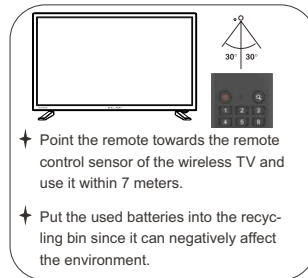 30° 30°
1 2 3
4 5 6
Point the remote towards the remote
control sensor of the wireless TV and
use it within 7 meters.
Put the used batteries into the recyc-
ling bin since it can negatively affect
the environment.